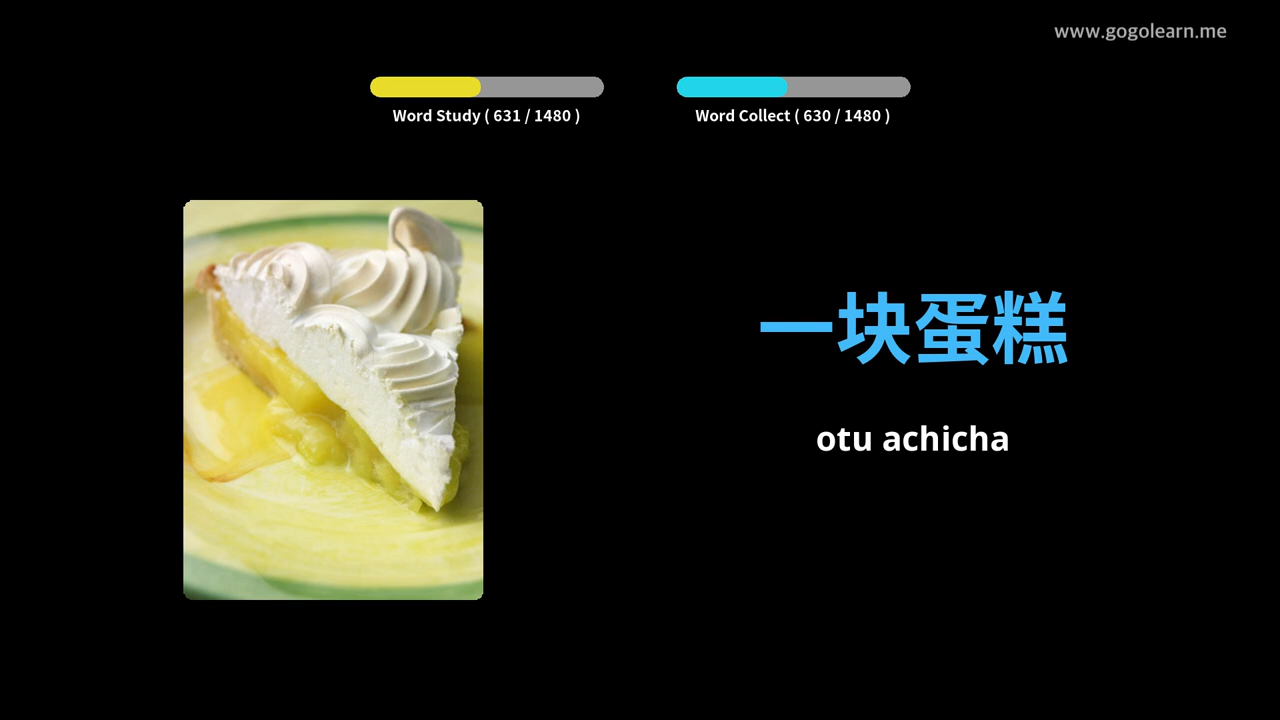 www.gogolearn.me
Word Study ( 631 / 1480 )
Word Collect ( 630 / 1480 )
一块蛋糕
otu achicha